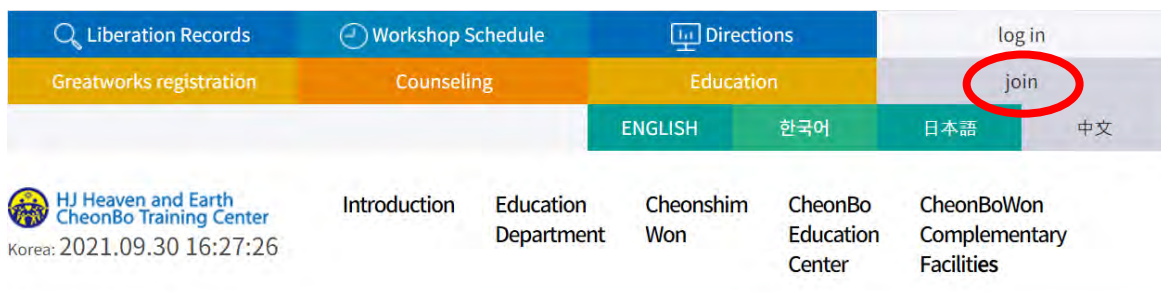 Liberation Records Workshop Schedule Directions log in
Greatworks registration Counseling Education join
ENGLISH 한국어 日本語 中文
HJ Heaven and Earth
CheonBo Training Center
Korea: 2021.09.30 16:27:26
Introduction
Education
Department
Cheonshim
Won
CheonBo
Education
Center
CheonBoWon
Complementary
Facilities